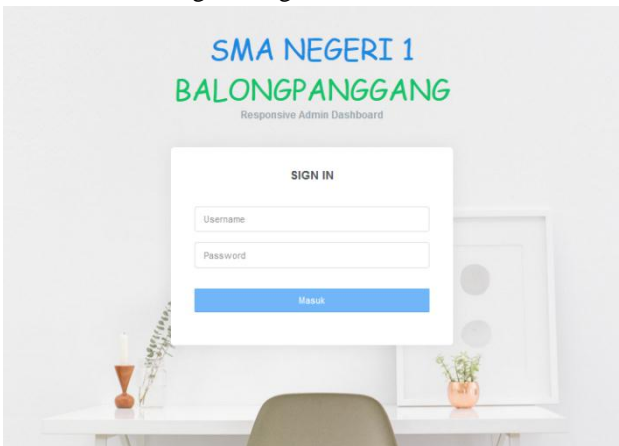 SMA NEGERI 1
BALONGPANGGANG
Responsive Admin Dashboard
SIGN IN
Username
Password
Masuk